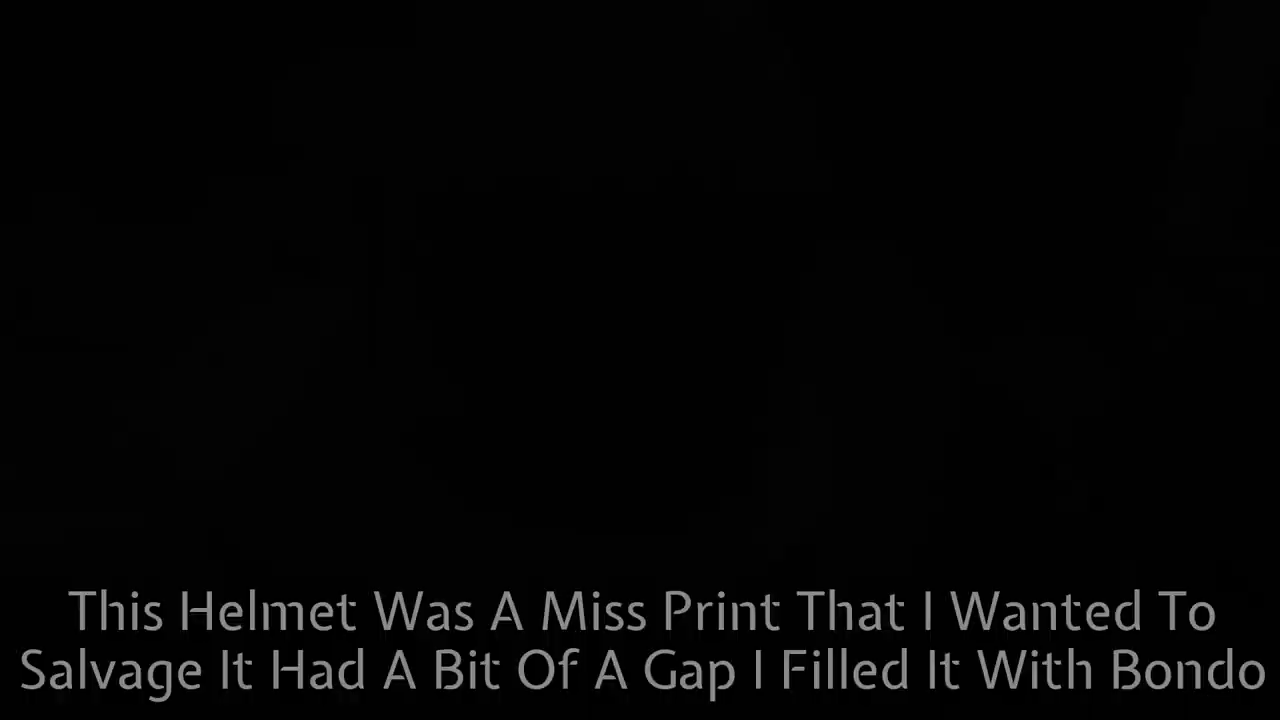 This Helmet Was A Miss Print That I Wanted To
Salvage It Had A Bit Of A Gap I Filled It With Bondo